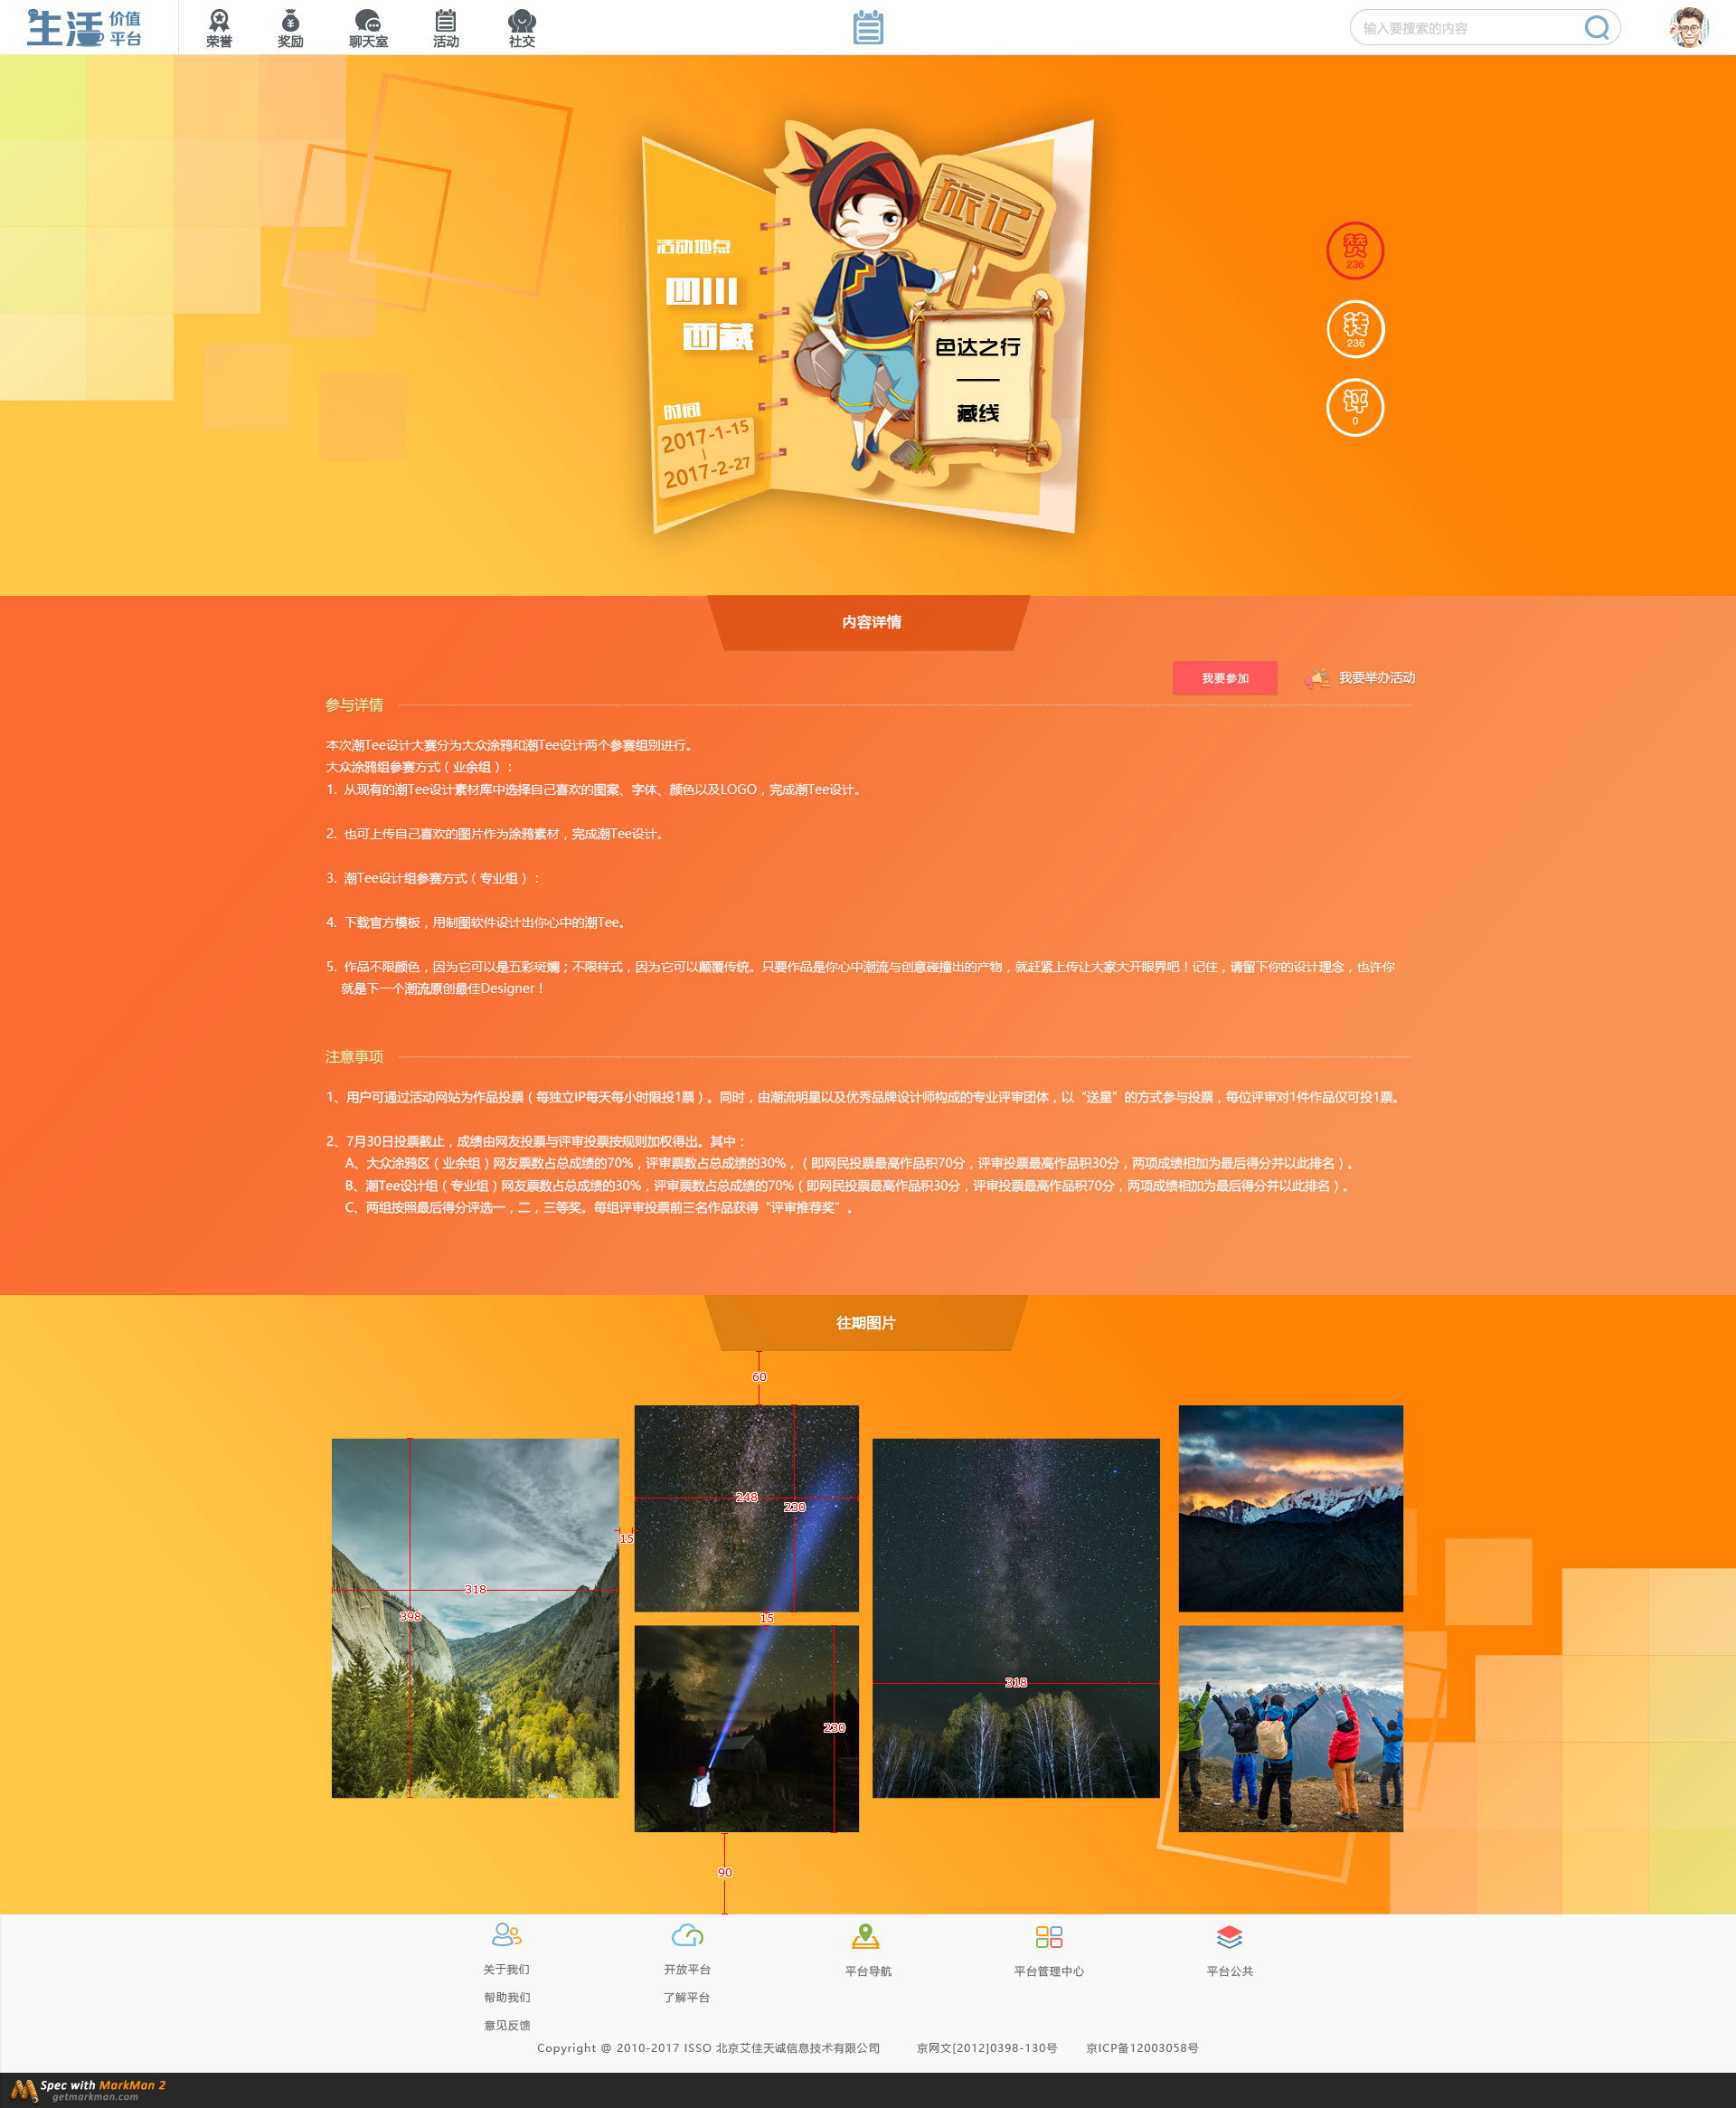 生活 价值平台
荣誉
奖励
聊天室
活动
社交
输入要搜索的内容
旅记
活动地点
四川
西藏
色达之行
藏线
时间
2017-1-15
2017-2-27
赞
236
转
236
评
0
内容详情
我要参加
我要举办活动
参与详情
本次潮Tee设计大赛分为大众涂鸦和潮Tee设计两个参赛组别进行。
大众涂鸦组参赛方式（业余组）：
1. 从现有的潮Tee设计素材库中选择自己喜欢的图案、字体、颜色以及LOGO，完成潮Tee设计。
2. 也可上传自己喜欢的图片作为涂鸦素材，完成潮Tee设计。
3. 潮Tee设计组参赛方式（专业组）：
4. 下载官方模板，用制图软件设计出你心中的潮Tee。
5. 作品不限颜色，因为它可以是五彩斑斓；不限样式，因为它可以颠覆传统。只要作品是你心中潮流与创意碰撞出的产物，就赶紧上传让大家大开眼界吧！记住，请留下你的设计理念，也许你
就是下一个潮流原创最佳Designer！
注意事项
1、用户可通过活动网站为作品投票（每独立IP每天每小时限投1票）。同时，由潮流明星以及优秀品牌设计师构成的专业评审团体，以“送星”的方式参与投票，每位评审对1件作品仅可投1票。
2、7月30日投票截止，成绩由网友投票与评审投票按规则加权得出。其中：
A、大众涂鸦区（业余组）网友票数占总成绩的70%，评审票数占总成绩的30%，（即网民投票最高作品积70分，评审投票最高作品积30分，两项成绩相加为最后得分并以此排名）。
B、潮Tee设计组（专业组）网友票数占总成绩的30%，评审票数占总成绩的70%（即网民投票最高作品积30分，评审投票最高作品积70分，两项成绩相加为最后得分并以此排名）。
C、两组按照最后得分评选一，二，三等奖。每组评审投票前三名作品获得“评审推荐奖”。
往期图片
60
248
230
15
318
398
15
318
230
90
关于我们
开放平台
平台导航
平台管理中心
平台公共
帮助我们
了解平台
意见反馈
Copyright @ 2010-2017 ISSO 北京艾佳天诚信息技术有限公司 京网文[2012]0398-130号 京ICP备12003058号
Spec with MarkMan 2
getmarkman.com